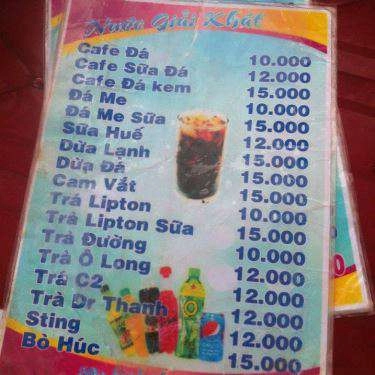 Nước Giải Khát
Cafe Đá 10.000
Cafe Sữa Đá 12.000
Cafe Đá kem 15.000
Đá Me 10.000
Đá Me Sữa 15.000
Sữa Huế 12.000
Dừa Lạnh 15.000
Dừa Đá 15.000
Cam Vắt 15.000
Trà Lipton 10.000
Trà Lipton Sữa 15.000
Trà Đường 10.000
Trà Ô Long 12.000
Trá C2 12.000
Trà Dr Thanh 12.000
Sting 12.000
Bò Húc 15.000